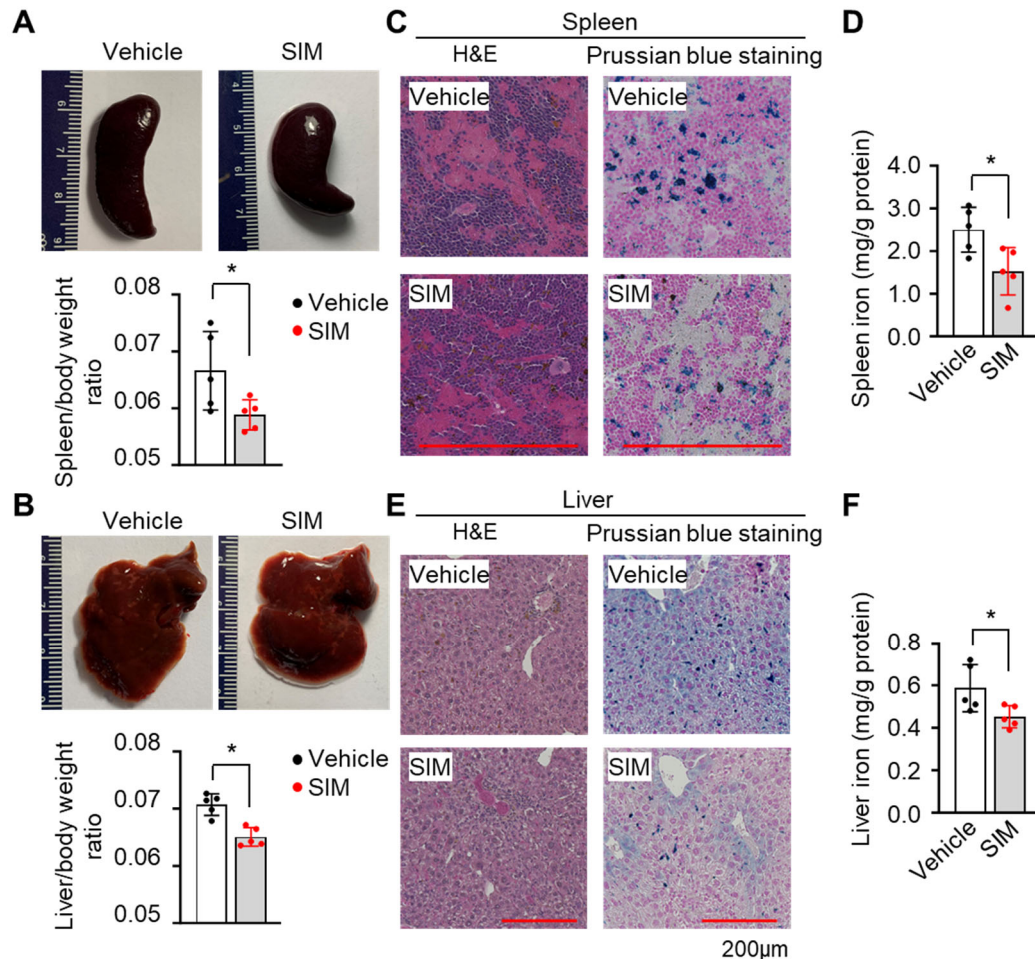 A
Vehicle
SIM
0.08
0.07
0.06
0.05
Spleen/body weight
ratio
*
Vehicle
SIM
B
Vehicle
SIM
0.08
0.07
0.06
0.05
Liver/body weight
ratio
*
Vehicle
SIM
C
Spleen
H&E
Prussian blue staining
Vehicle
Vehicle
SIM
SIM
D
4.0
3.0
2.0
1.0
0.0
Spleen iron (mg/g protein)
*
Vehicle
SIM
E
Liver
H&E
Prussian blue staining
Vehicle
Vehicle
SIM
SIM
200μm
F
0.8
0.6
0.4
0.2
0.0
Liver iron (mg/g protein)
*
Vehicle
SIM